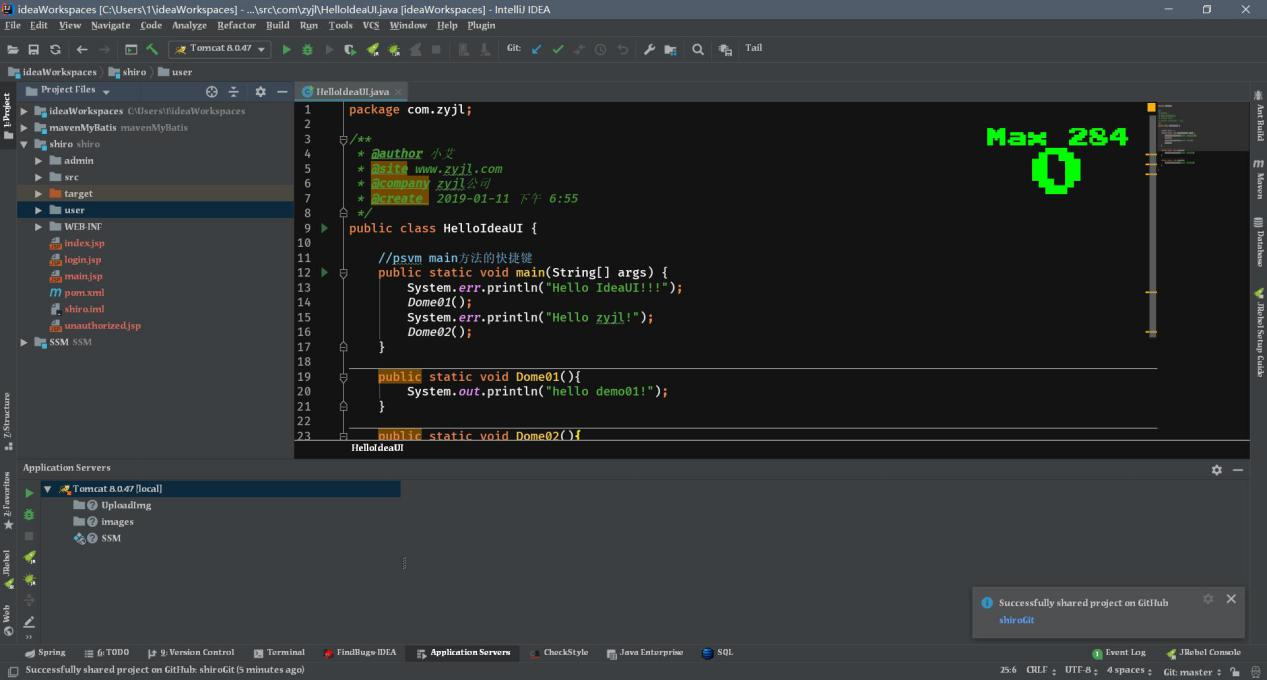 ideaWorkspaces [C:\Users\1\ideaWorkspaces] - ...\src\com\zyjl\HelloIdeaUI.java [ideaWorkspaces] - IntelliJ IDEA
File Edit View Navigate Code Analyze Refactor Build Run Tools VCS Window Help Plugin
Tomcat 8.0.47 Git: Tail
ideaWorkspaces shiro user
Project Files
HelloIdeaUI.java
1: Project
ideaWorkspaces C:\Users\1\ideaWorkspaces
mavenMyBatis mavenMyBatis
shiro shiro
admin
src
target
user
WEB-INF
index.jsp
login.jsp
main.jsp
pom.xml
shiro.iml
unauthorized.jsp
SSM SSM
1 package com.zyjl;
2
3 /**
4 * @author 小艾
5 * @site www.zyjl.com
6 * @company zyjl公司
7 * @create 2019-01-11 下午 6:55
8 */
9 public class HelloIdeaUI {
10
11 //psvm main方法的快捷键
12 public static void main(String[] args) {
13 System.err.println("Hello IdeaUI!!!");
14 Dome01();
15 System.err.println("Hello zyjl!");
16 Dome02();
17 }
18
19 public static void Dome01(){
20 System.out.println("hello demo01!");
21 }
22
23 public static void Dome02(){
HelloIdeaUI
Max 284
0
Ant Build
Maven
Database
JRebel Setup Guide
7: Structure
2: Favorites
JRebel
Web
Application Servers
Tomcat 8.0.47 [local]
UploadImg
images
SSM
Successfully shared project on GitHub
shiroGit
Spring 6: TODO 9: Version Control Terminal FindBugs-IDEA Application Servers CheckStyle Java Enterprise SQL 1 Event Log JRebel Console
Successfully shared project on GitHub: shiroGit (5 minutes ago) 25:6 CRLF UTF-8 4 spaces Git: master